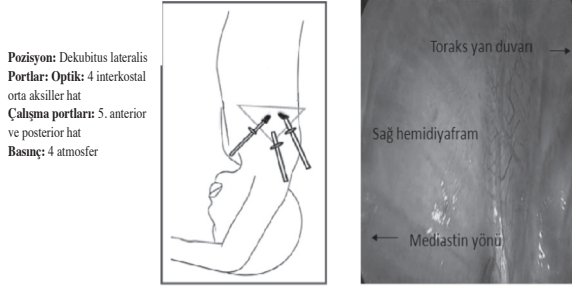 Pozisyon: Dekubitus lateralis
Portlar: Optik: 4 interkostal
orta aksiller hat
Çalışma portları: 5. anterior
ve posterior hat
Basınç: 4 atmosfer
Toraks yan duvarı
Sağ hemidiyafram
Mediastin yönü